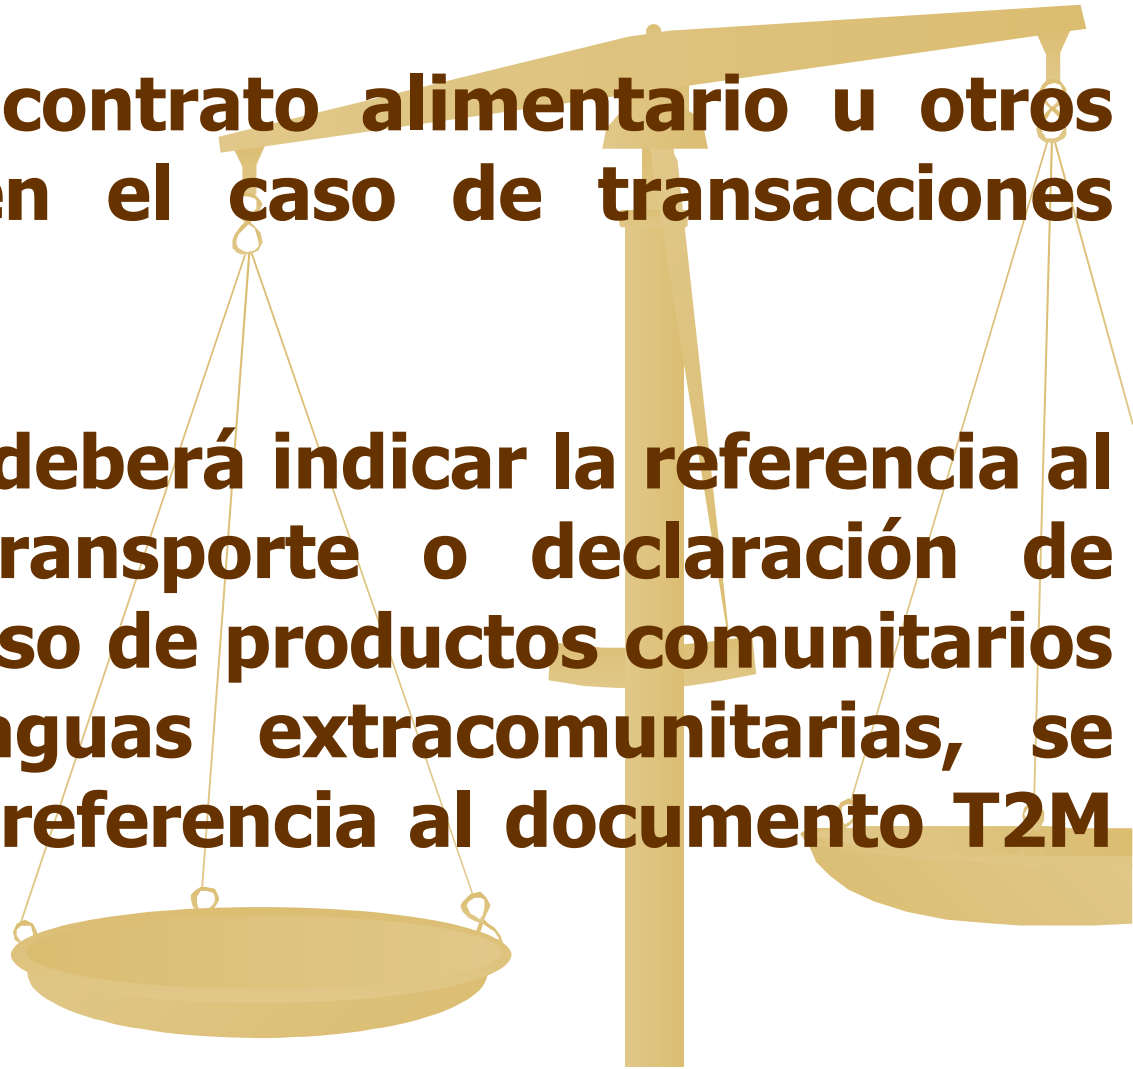 contrato alimentario u otros
en el caso de transacciones
deberá indicar la referencia al
ransporte o declaración de
so de productos comunitarios
aguas extracomunitarias, se
referencia al documento T2M